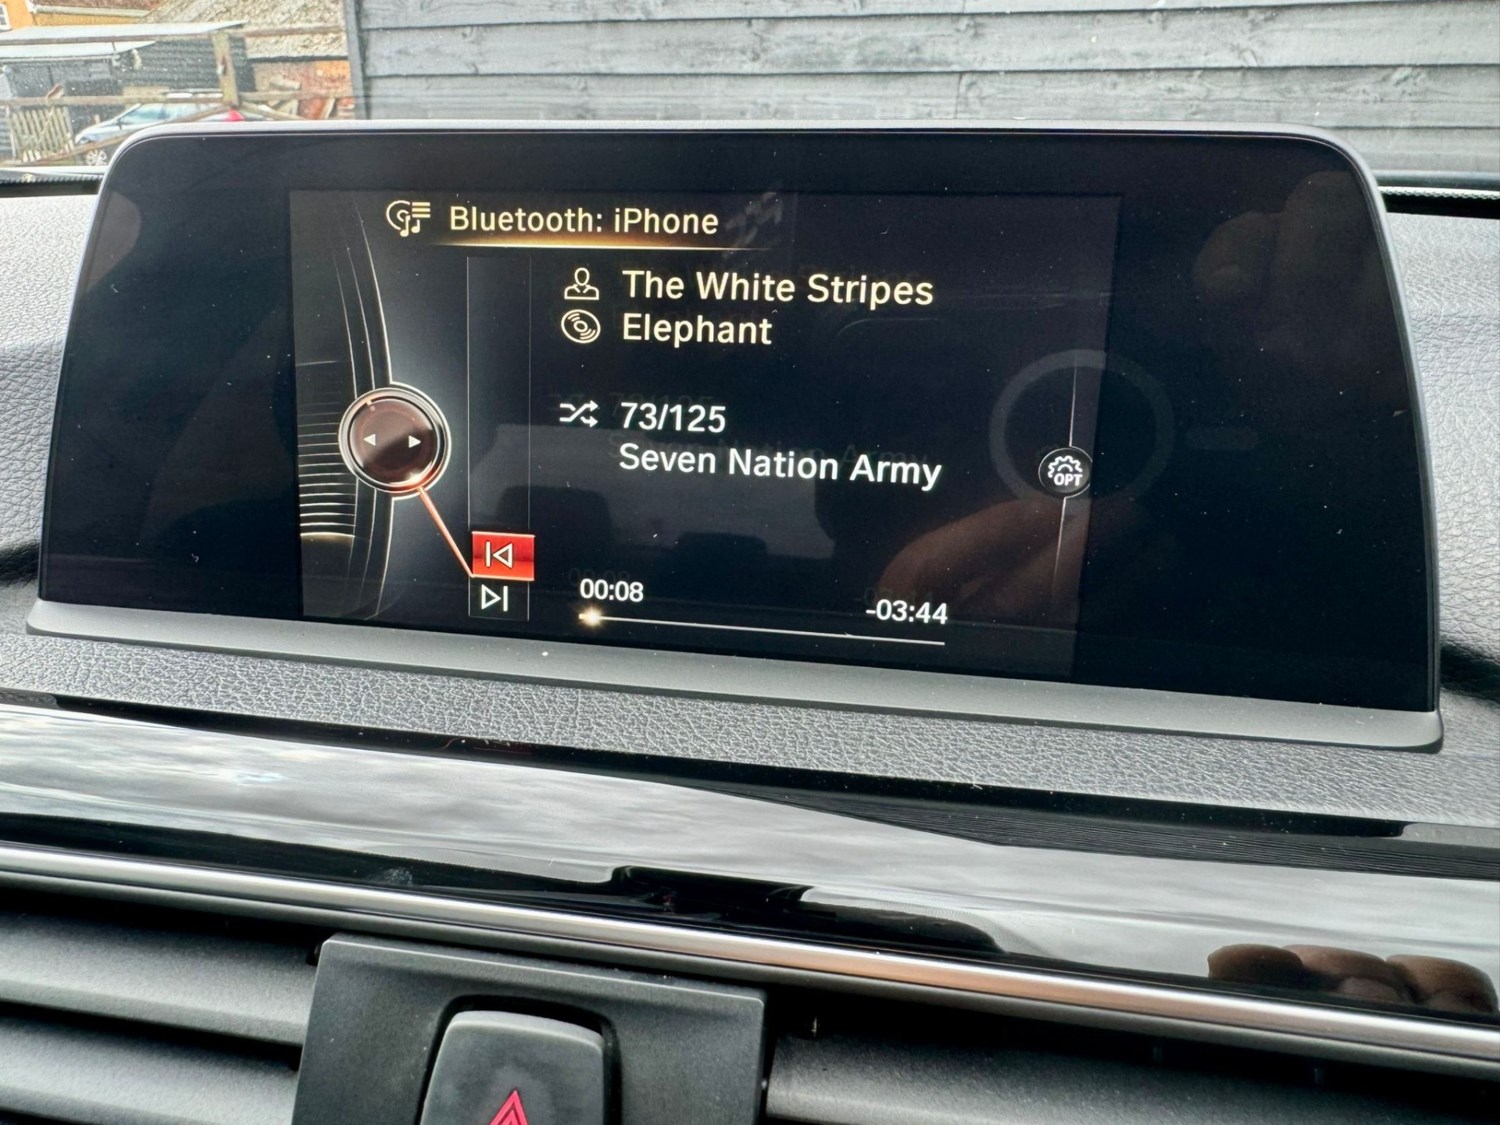 Bluetooth: iPhone
The White Stripes
Elephant
73/125
Seven Nation Army
OPT
00:08
-03:44